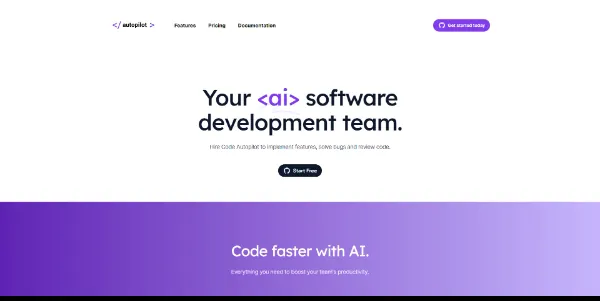 </ autopilot >
Features
Pricing
Documentation
Get started today
Your <ai> software
development team.
Hire Code Autopilot to implement features, solve bugs and review code.
Start Free
Code faster with AI.
Everything you need to boost your team's productivity.